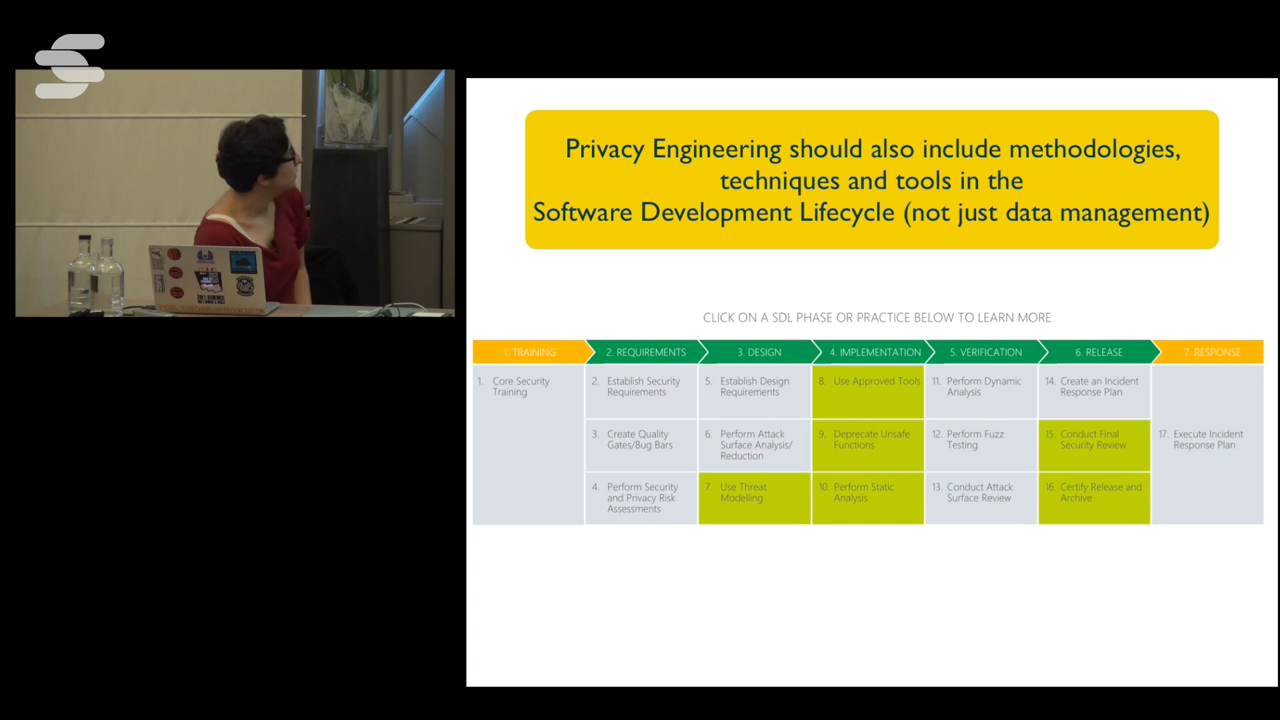 Privacy Engineering should also include methodologies,
techniques and tools in the
Software Development Lifecycle (not just data management)
CLICK ON A SDL PHASE OR PRACTICE BELOW TO LEARN MORE
1. TRAINING
2. REQUIREMENTS
3. DESIGN
4. IMPLEMENTATION
5. VERIFICATION
6. RELEASE
7. RESPONSE
1. Core Security
Training
2. Establish Security
Requirements
5. Establish Design
Requirements
8. Use Approved Tools
11. Perform Dynamic
Analysis
14. Create an Incident
Response Plan
3. Create Quality
Gates/Bug Bars
6. Perform Attack
Surface Analysis/
Reduction
9. Deprecate Unsafe
Functions
12. Perform Fuzz
Testing
15. Conduct Final
Security Review
17. Execute Incident
Response Plan
4. Perform Security
and Privacy Risk
Assessments
7. Use Threat
Modelling
10. Perform Static
Analysis
13. Conduct Attack
Surface Review
16. Certify Release and
Archive